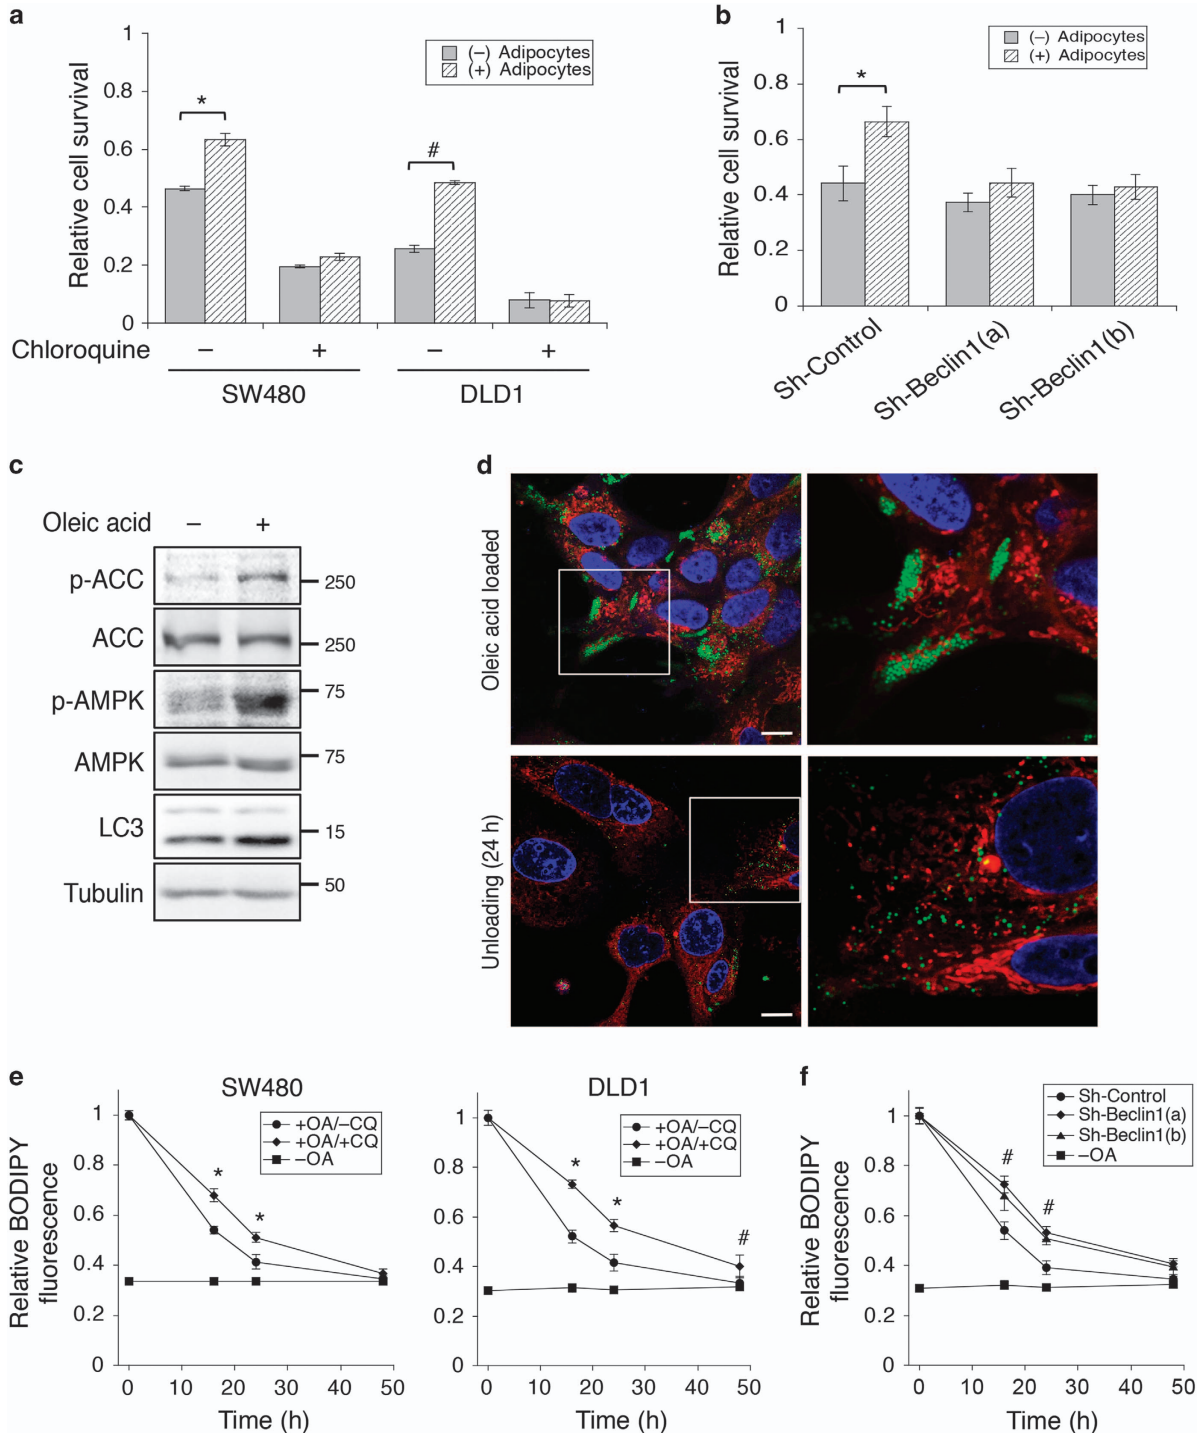 a
1
0.8
0.6
0.4
0.2
0
Relative cell survival
(–) Adipocytes
(+) Adipocytes
*
#
Chloroquine – + – +
SW480 DLD1
b
1
0.8
0.6
0.4
0.2
0
Relative cell survival
(–) Adipocytes
(+) Adipocytes
*
Sh-Control
Sh-Beclin1(a)
Sh-Beclin1(b)
c
Oleic acid – +
p-ACC 250
ACC 250
p-AMPK 75
AMPK 75
LC3 15
Tubulin 50
d
Oleic acid loaded
Unloading (24 h)
e
SW480
1
0.8
0.6
0.4
0.2
0
Relative BODIPY
fluorescence
+OA/–CQ
+OA/+CQ
–OA
*
*
0 10 20 30 40 50
Time (h)
DLD1
1
0.8
0.6
0.4
0.2
0
+OA/–CQ
+OA/+CQ
–OA
*
*
#
0 10 20 30 40 50
Time (h)
f
1
0.8
0.6
0.4
0.2
0
Relative BODIPY
fluorescence
Sh-Control
Sh-Beclin1(a)
Sh-Beclin1(b)
–OA
#
#
0 10 20 30 40 50
Time (h)